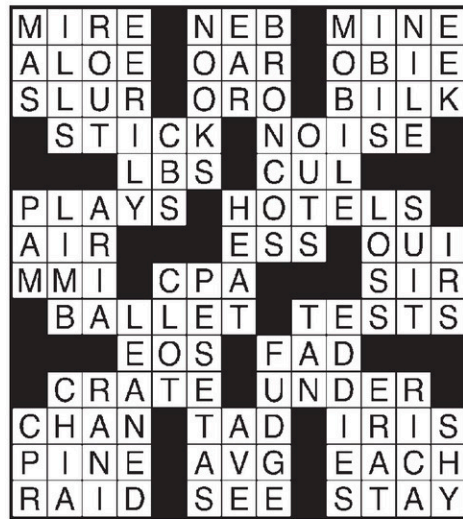 MIRE NEB MINE
ALOE OAR OBIE
SLUR ORO BILK
STICK NOISE
LBS CUL
PLAYS HOTELS
AIR ESS OUI
MMI CPA SIR
BALLET TESTS
EOS FAD
CRATE UNDER
CHAN TAD IRIS
PINE AVG EACH
RAID SEE STAY